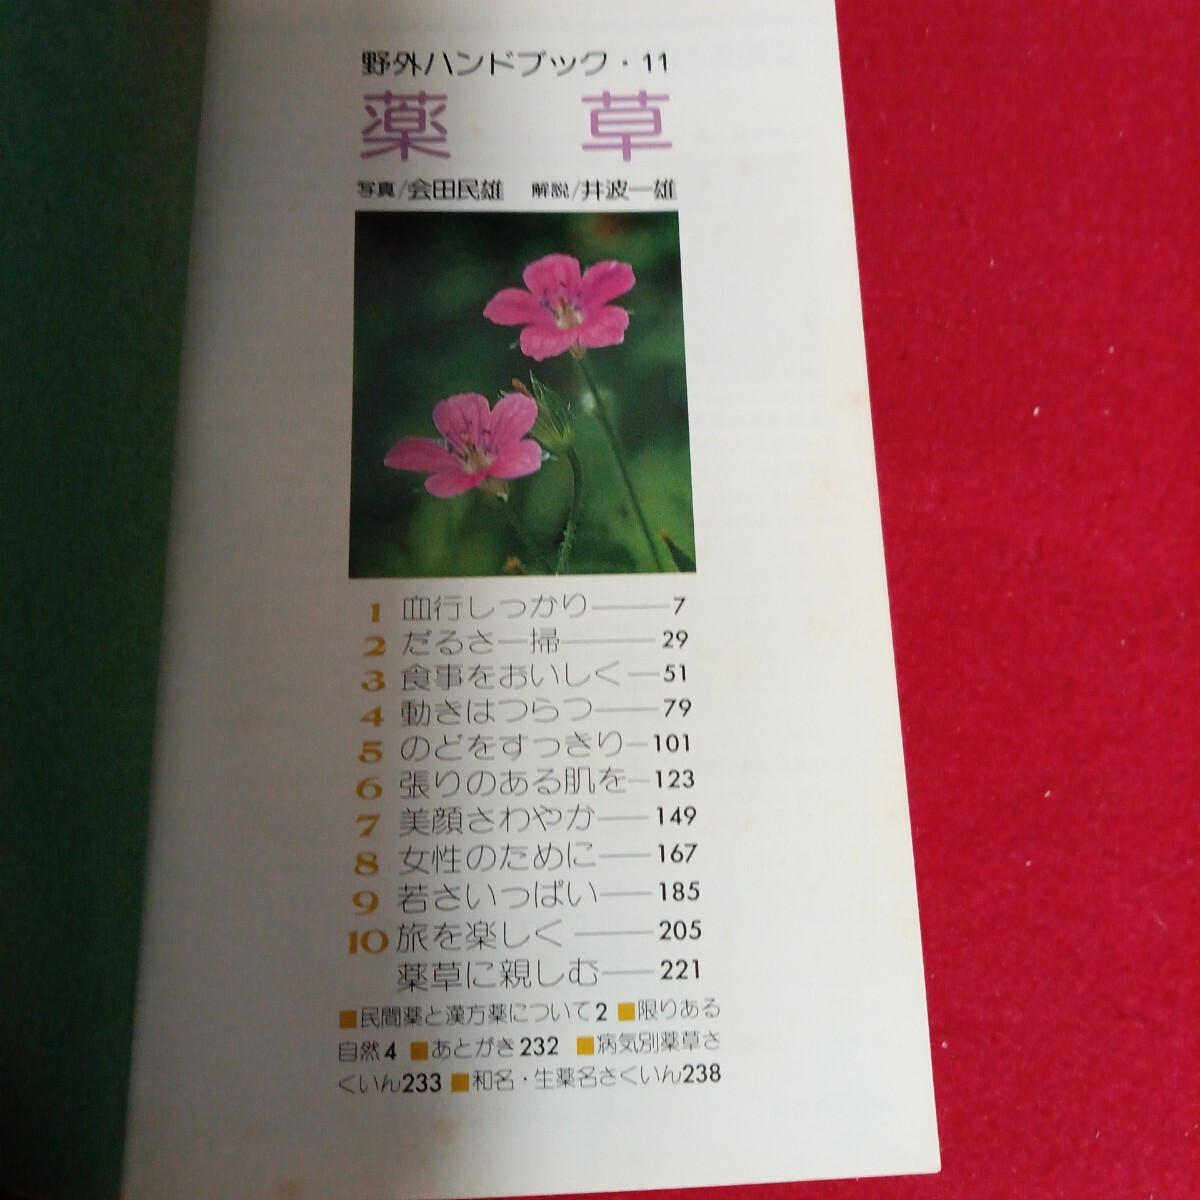 野外ハンドブック・11
薬草
写真/会田民雄 解説/井波一雄
1 血行しっかり——7
2 だるさ一掃——29
3 食事をおいしく—51
4 動きはつらつ——79
5 のどをすっきり—101
6 張りのある肌を—123
7 美顔さわやか——149
8 女性のために——167
9 若さいっぱい——185
10 旅を楽しく——205
薬草に親しむ——221
■民間薬と漢方薬について2 ■限りある
自然4 ■あとがき232 ■病気別薬草さ
くいん233 ■和名・生薬名さくいん238